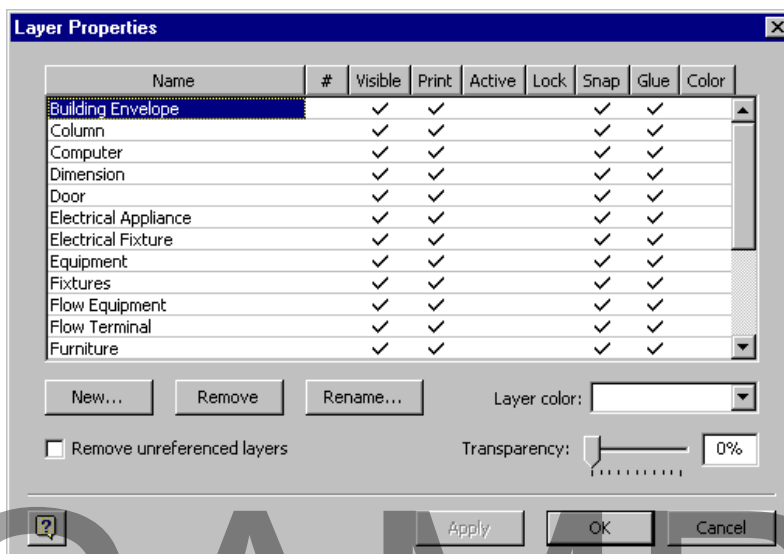 Layer Properties
Name # Visible Print Active Lock Snap Glue Color
Building Envelope
Column
Computer
Dimension
Door
Electrical Appliance
Electrical Fixture
Equipment
Fixtures
Flow Equipment
Flow Terminal
Furniture
New... Remove Rename... Layer color:
Remove unreferenced layers Transparency: 0%
Apply OK Cancel